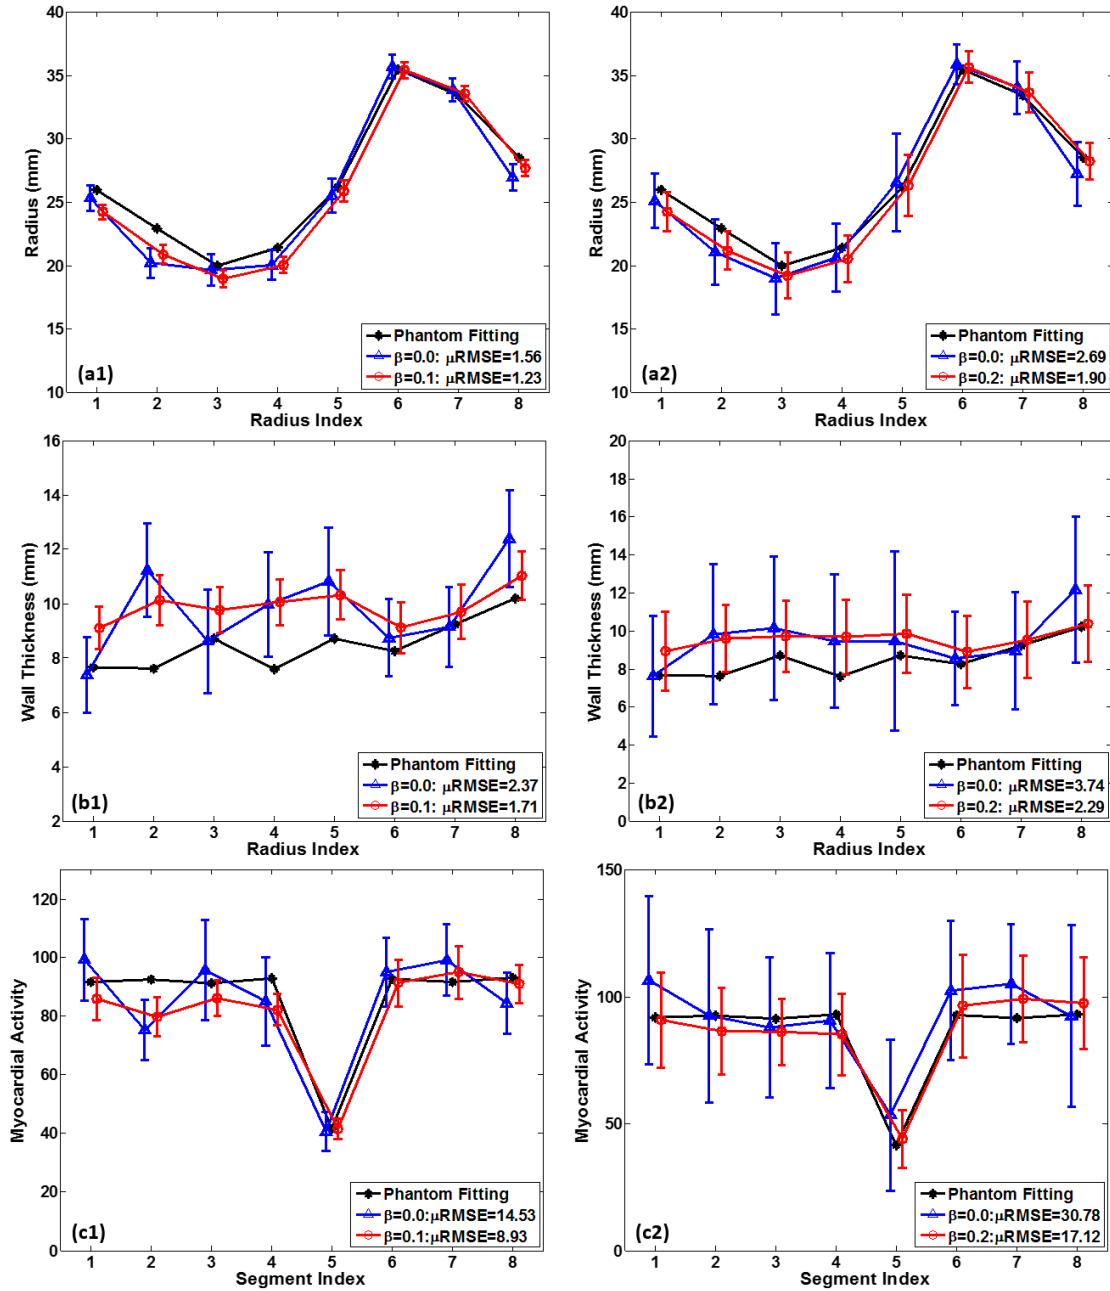 40
35
30
25
20
15
10
Radius (mm)
Phantom Fitting
β=0.0: μRMSE=1.56
β=0.1: μRMSE=1.23
(a1)
1 2 3 4 5 6 7 8
Radius Index
40
35
30
25
20
15
10
Radius (mm)
Phantom Fitting
β=0.0: μRMSE=2.69
β=0.2: μRMSE=1.90
(a2)
1 2 3 4 5 6 7 8
Radius Index
16
14
12
10
8
6
4
2
Wall Thickness (mm)
Phantom Fitting
β=0.0: μRMSE=2.37
β=0.1: μRMSE=1.71
(b1)
1 2 3 4 5 6 7 8
Radius Index
20
18
16
14
12
10
8
6
4
2
0
Wall Thickness (mm)
Phantom Fitting
β=0.0: μRMSE=3.74
β=0.2: μRMSE=2.29
(b2)
1 2 3 4 5 6 7 8
Radius Index
120
100
80
60
40
20
0
Myocardial Activity
Phantom Fitting
β=0.0:μRMSE=14.53
β=0.1:μRMSE=8.93
(c1)
1 2 3 4 5 6 7 8
Segment Index
150
100
50
0
Myocardial Activity
Phantom Fitting
β=0.0:μRMSE=30.78
β=0.2:μRMSE=17.12
(c2)
1 2 3 4 5 6 7 8
Segment Index